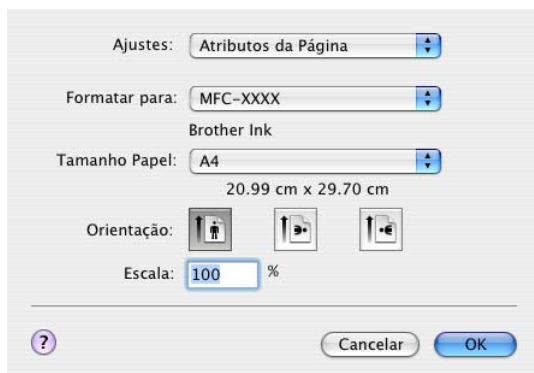 Ajustes: Atributos da Página
Formatar para: MFC-XXXX
Brother Ink
Tamanho Papel: A4
20.99 cm x 29.70 cm
Orientação:
Escala: 100 %
? Cancelar OK